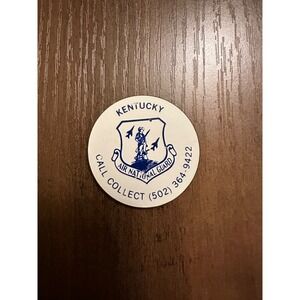 KENTUCKY
AIR NATIONAL GUARD
CALL COLLECT (502) 364-9422